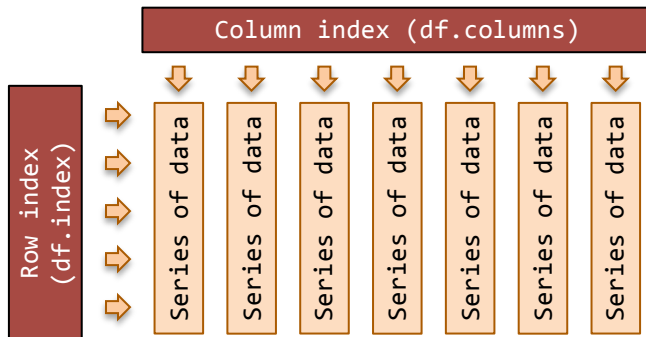 Column index (df.columns)
Row index
(df.index)
Series of data
Series of data
Series of data
Series of data
Series of data
Series of data
Series of data